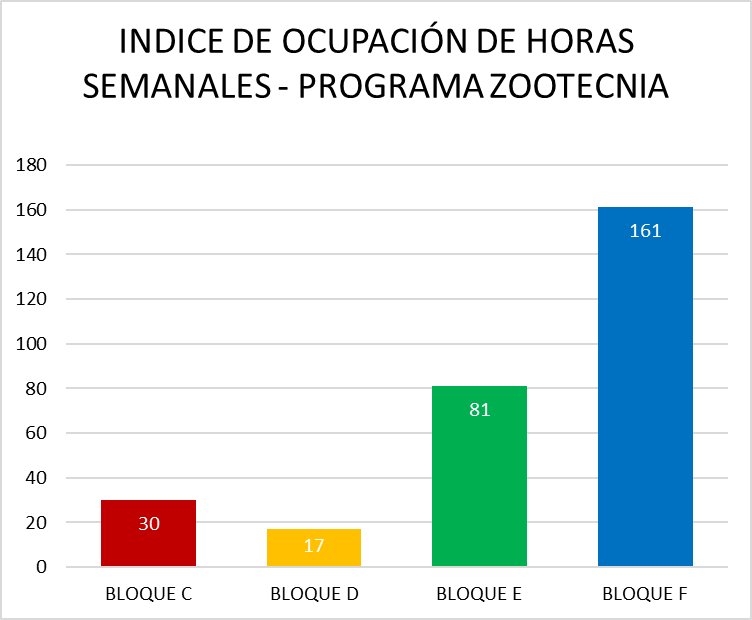 INDICE DE OCUPACIÓN DE HORAS
SEMANALES - PROGRAMA ZOOTECNIA
180
160
140
120
100
80
60
40
20
0
30
17
81
161
BLOQUE C
BLOQUE D
BLOQUE E
BLOQUE F